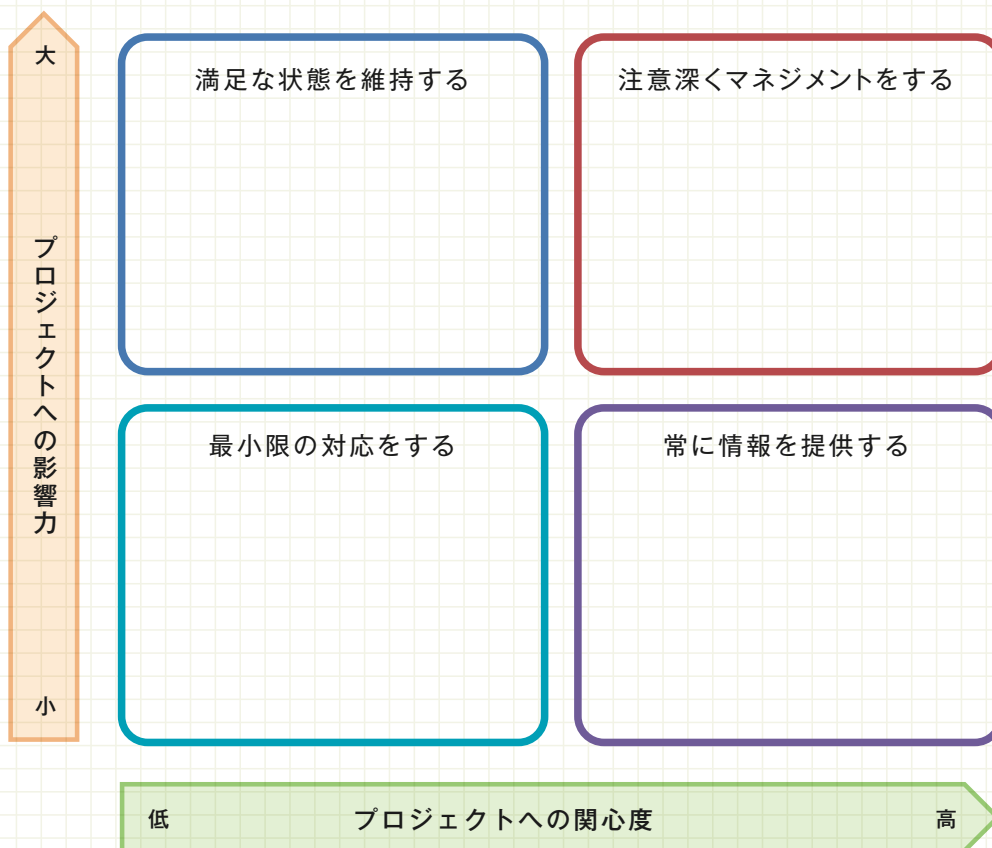 大
プロジェクトへの影響力
小
満足な状態を維持する
注意深くマネジメントをする
最小限の対応をする
常に情報を提供する
低
プロジェクトへの関心度
高